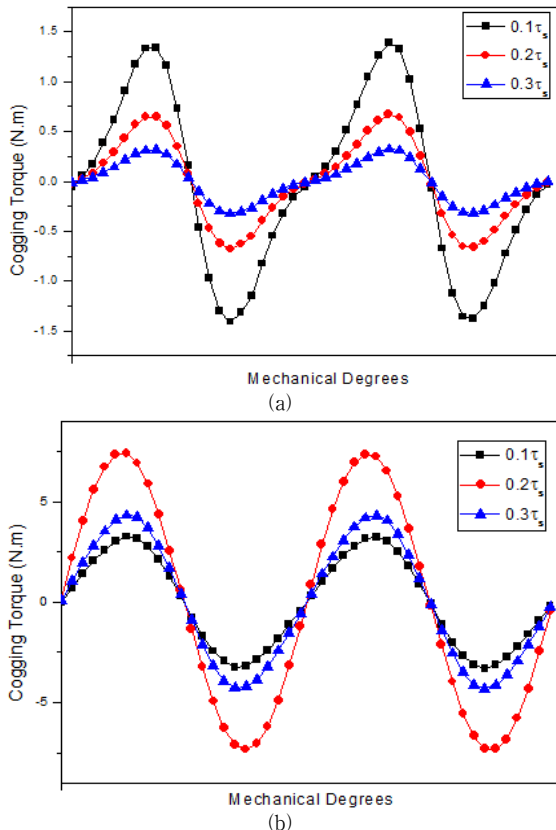 (a)
0.1τs
0.2τs
0.3τs
1.5
1.0
0.5
0.0
-0.5
-1.0
-1.5
Cogging Torque (N.m)
Mechanical Degrees
(a)
0.1τs
0.2τs
0.3τs
5
0
-5
Cogging Torque (N.m)
Mechanical Degrees
(b)